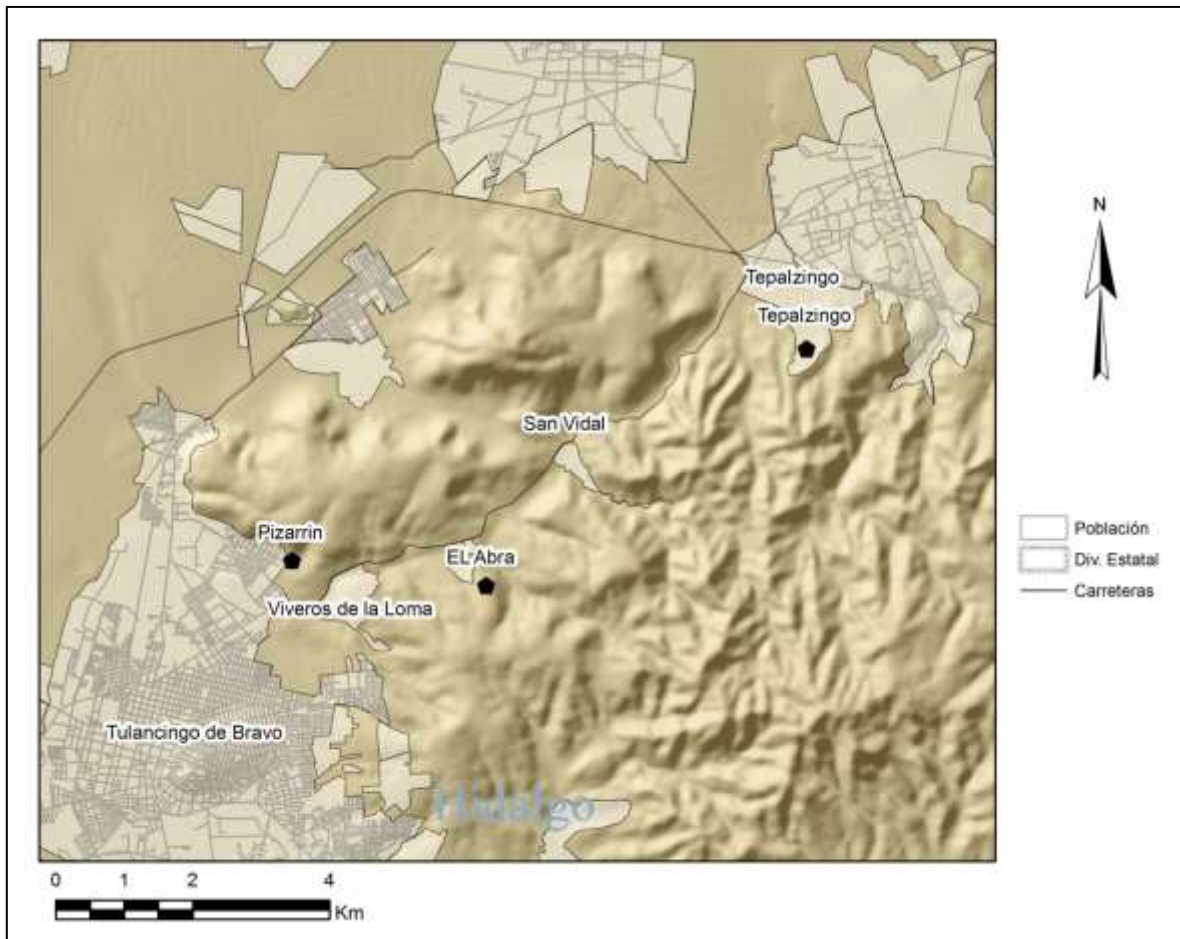 N
Tepalzingo
Tepalzingo
San Vidal
Pizarrin
EL Abra
Viveros de la Loma
Tulancingo de Bravo
Hidalgo
Población
Div. Estatal
Carreteras
0 1 2 4
Km